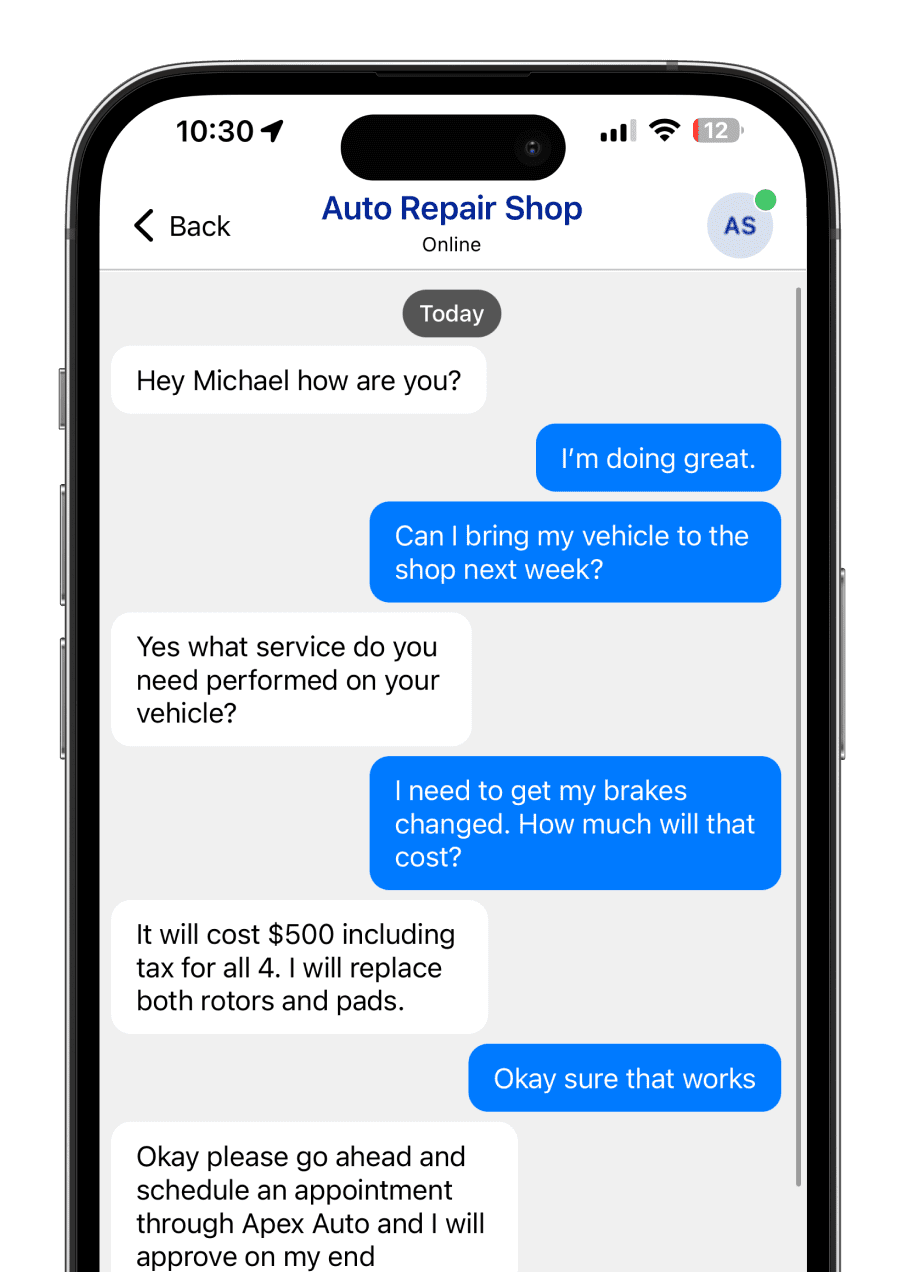 10:30
12
Back
Auto Repair Shop
Online
AS
Today
Hey Michael how are you?
I’m doing great.
Can I bring my vehicle to the
shop next week?
Yes what service do you
need performed on your
vehicle?
I need to get my brakes
changed. How much will that
cost?
It will cost $500 including
tax for all 4. I will replace
both rotors and pads.
Okay sure that works
Okay please go ahead and
schedule an appointment
through Apex Auto and I will
approve on my end